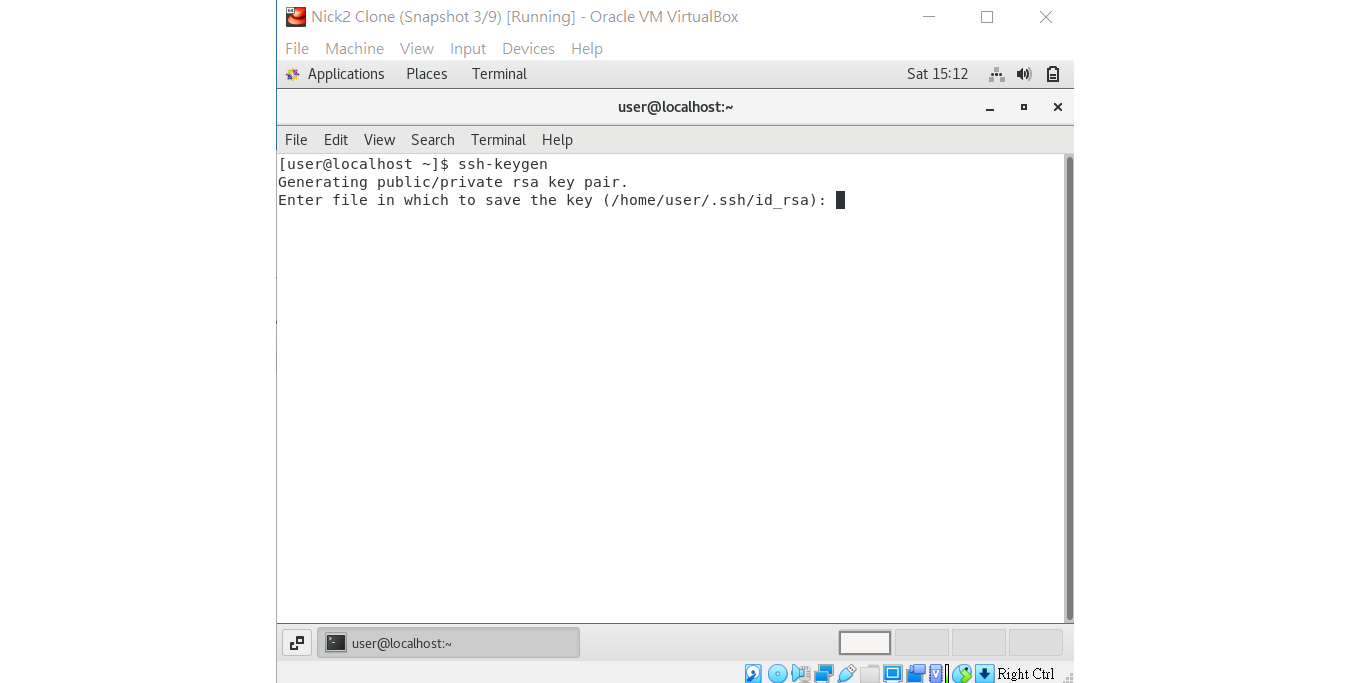 Nick2 Clone (Snapshot 3/9) [Running] - Oracle VM VirtualBox
File Machine View Input Devices Help
Applications Places Terminal Sat 15:12
user@localhost:~
File Edit View Search Terminal Help
[user@localhost ~]$ ssh-keygen
Generating public/private rsa key pair.
Enter file in which to save the key (/home/user/.ssh/id_rsa):
user@localhost:~
Right Ctrl